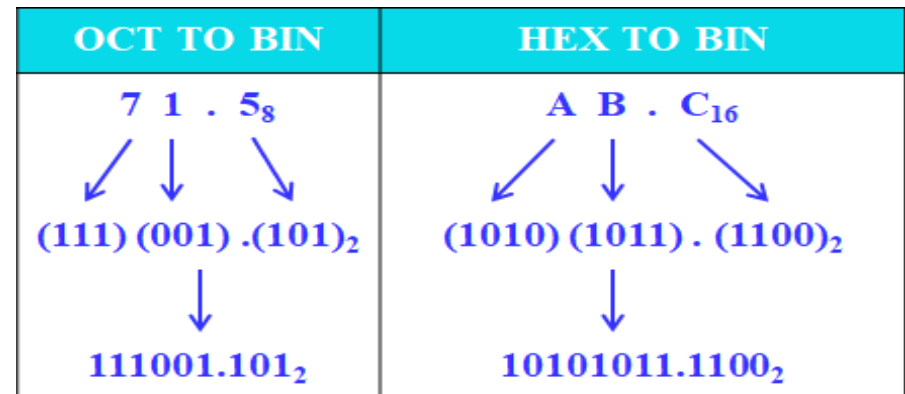 OCT TO BIN
HEX TO BIN
7 1 . 5₈
(111) (001) .(101)₂
111001.101₂
A B . C₁₆
(1010) (1011) . (1100)₂
10101011.1100₂